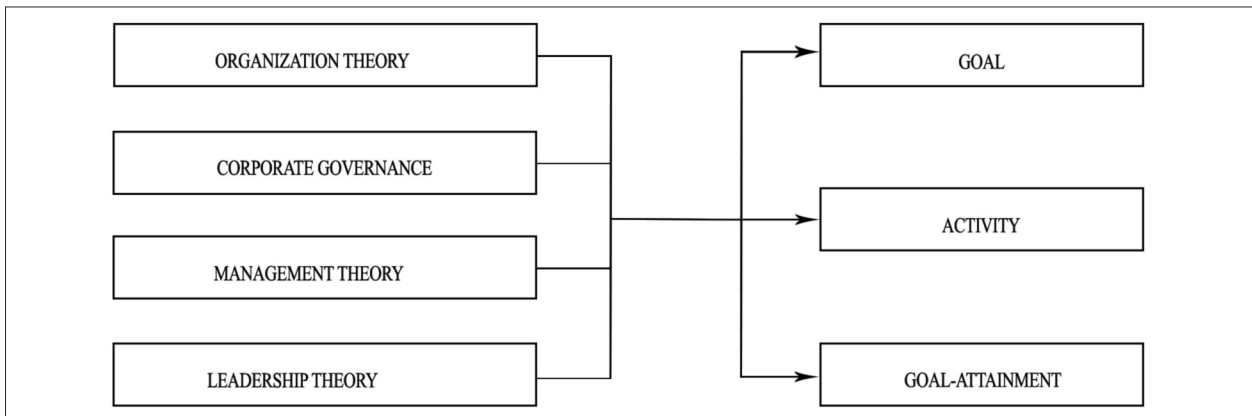 ORGANIZATION THEORY
CORPORATE GOVERNANCE
MANAGEMENT THEORY
LEADERSHIP THEORY
GOAL
ACTIVITY
GOAL-ATTAINMENT